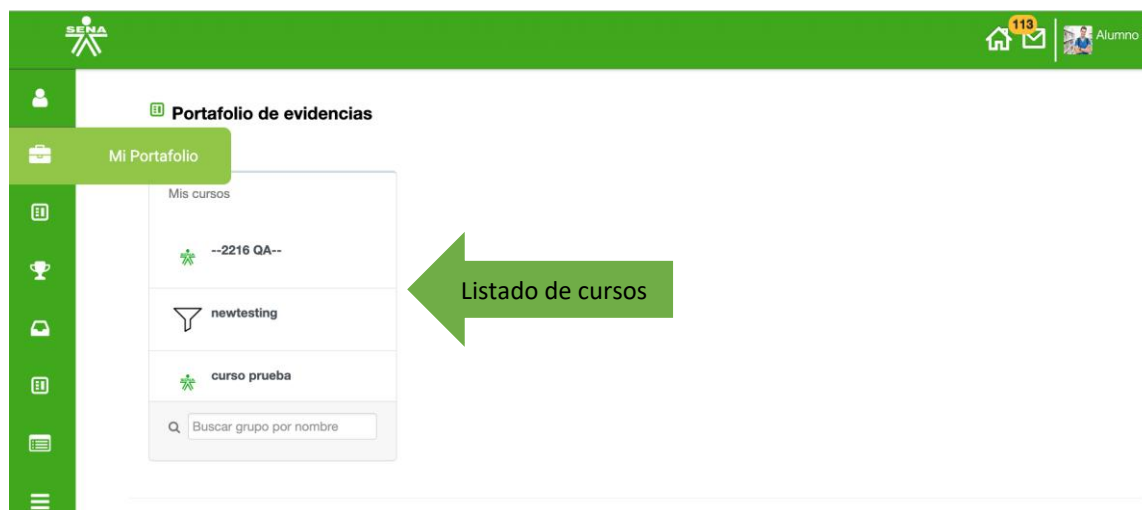 SENA
113
Alumno
Portafolio de evidencias
Mi Portafolio
Mis cursos
--2216 QA--
Listado de cursos
newtesting
curso prueba
Buscar grupo por nombre